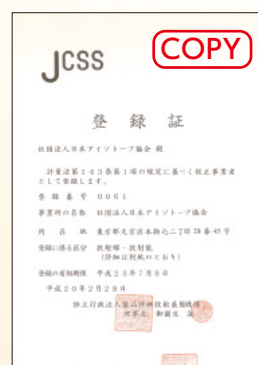 JCSS
COPY
登録証
社団法人日本アイソトープ協会 殿
計量法第143条第1項の規定に基づく校正事業者
として登録します。
登録番号 0061
事業所の名称 社団法人日本アイソトープ協会
所在地 東京都文京区本駒込二丁目28番45号
登録に係る区分 放射線・放射能
(詳細は別紙のとおり)
登録の有効期限 平成23年7月8日
平成20年2月28日
独立行政法人製品評価技術基盤機構
理事長 御園生 誠